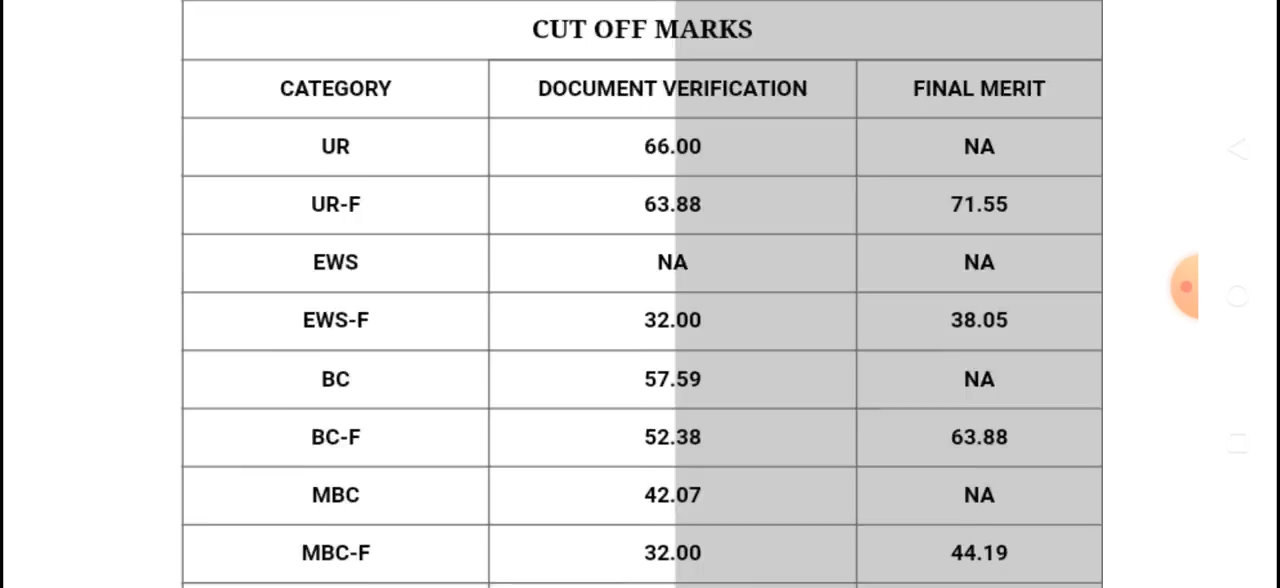 CUT OFF MARKS
CATEGORY DOCUMENT VERIFICATION FINAL MERIT
UR 66.00 NA
UR-F 63.88 71.55
EWS NA NA
EWS-F 32.00 38.05
BC 57.59 NA
BC-F 52.38 63.88
MBC 42.07 NA
MBC-F 32.00 44.19